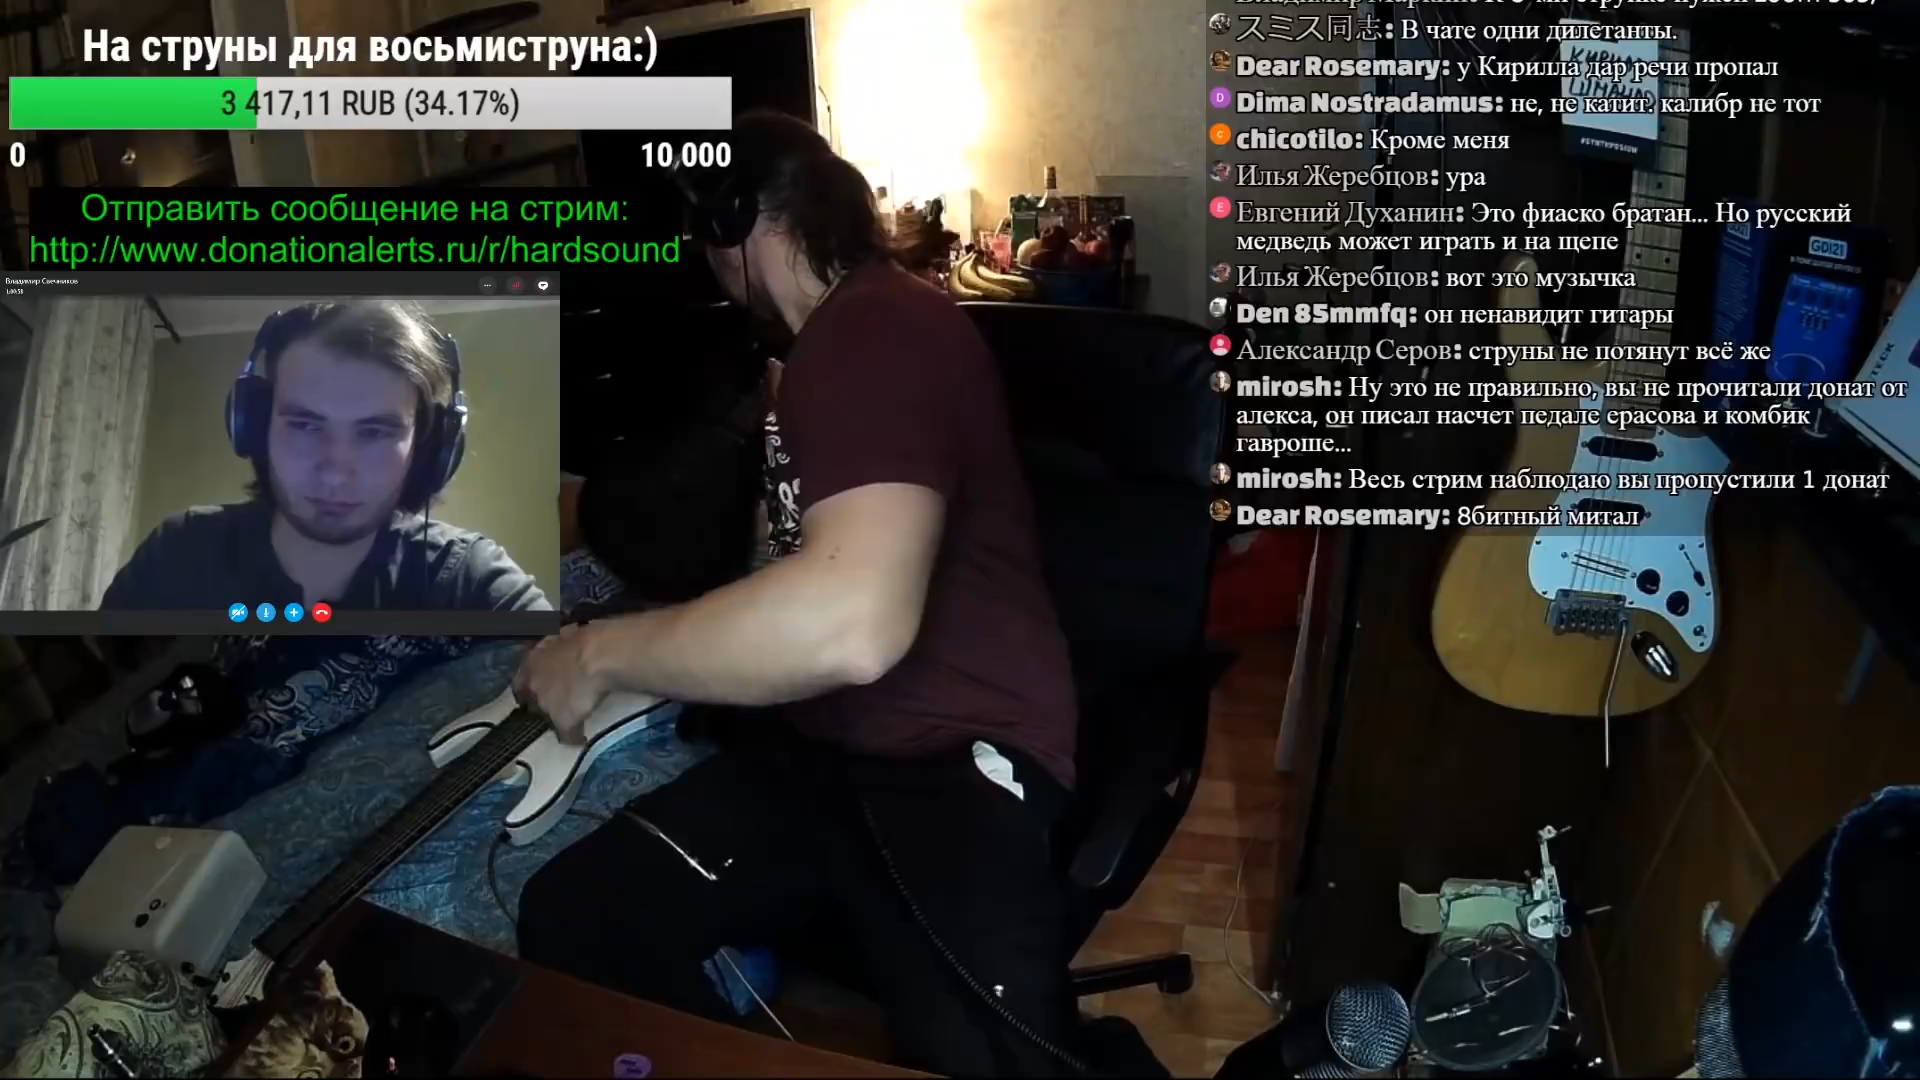 На струны для восьмиструна:)
3 417,11 RUB (34.17%)
0
10,000
Отправить сообщение на стрим:
http://www.donationalerts.ru/r/hardsound
Владимир Свечников
スミス同志: В чате одни дилетанты.
Dear Rosemary: у Кирилла дар речи пропал
Dima Nostradamus: не, не катит. калибр не тот
chicotilo: Кроме меня
Илья Жеребцов: ура
Евгений Духанин: Это фиаско братан... Но русский
медведь может играть и на щепе
Илья Жеребцов: вот это музычка
Den 85mmfq: он ненавидит гитары
Александр Серов: струны не потянут всё же
mirosh: Ну это не правильно, вы не прочитали донат от
алекса, он писал насчет педале ерасова и комбик
гавроше...
mirosh: Весь стрим наблюдаю вы пропустили 1 донат
Dear Rosemary: 8битный митал
#SYNTHPOSIUM
GDI21